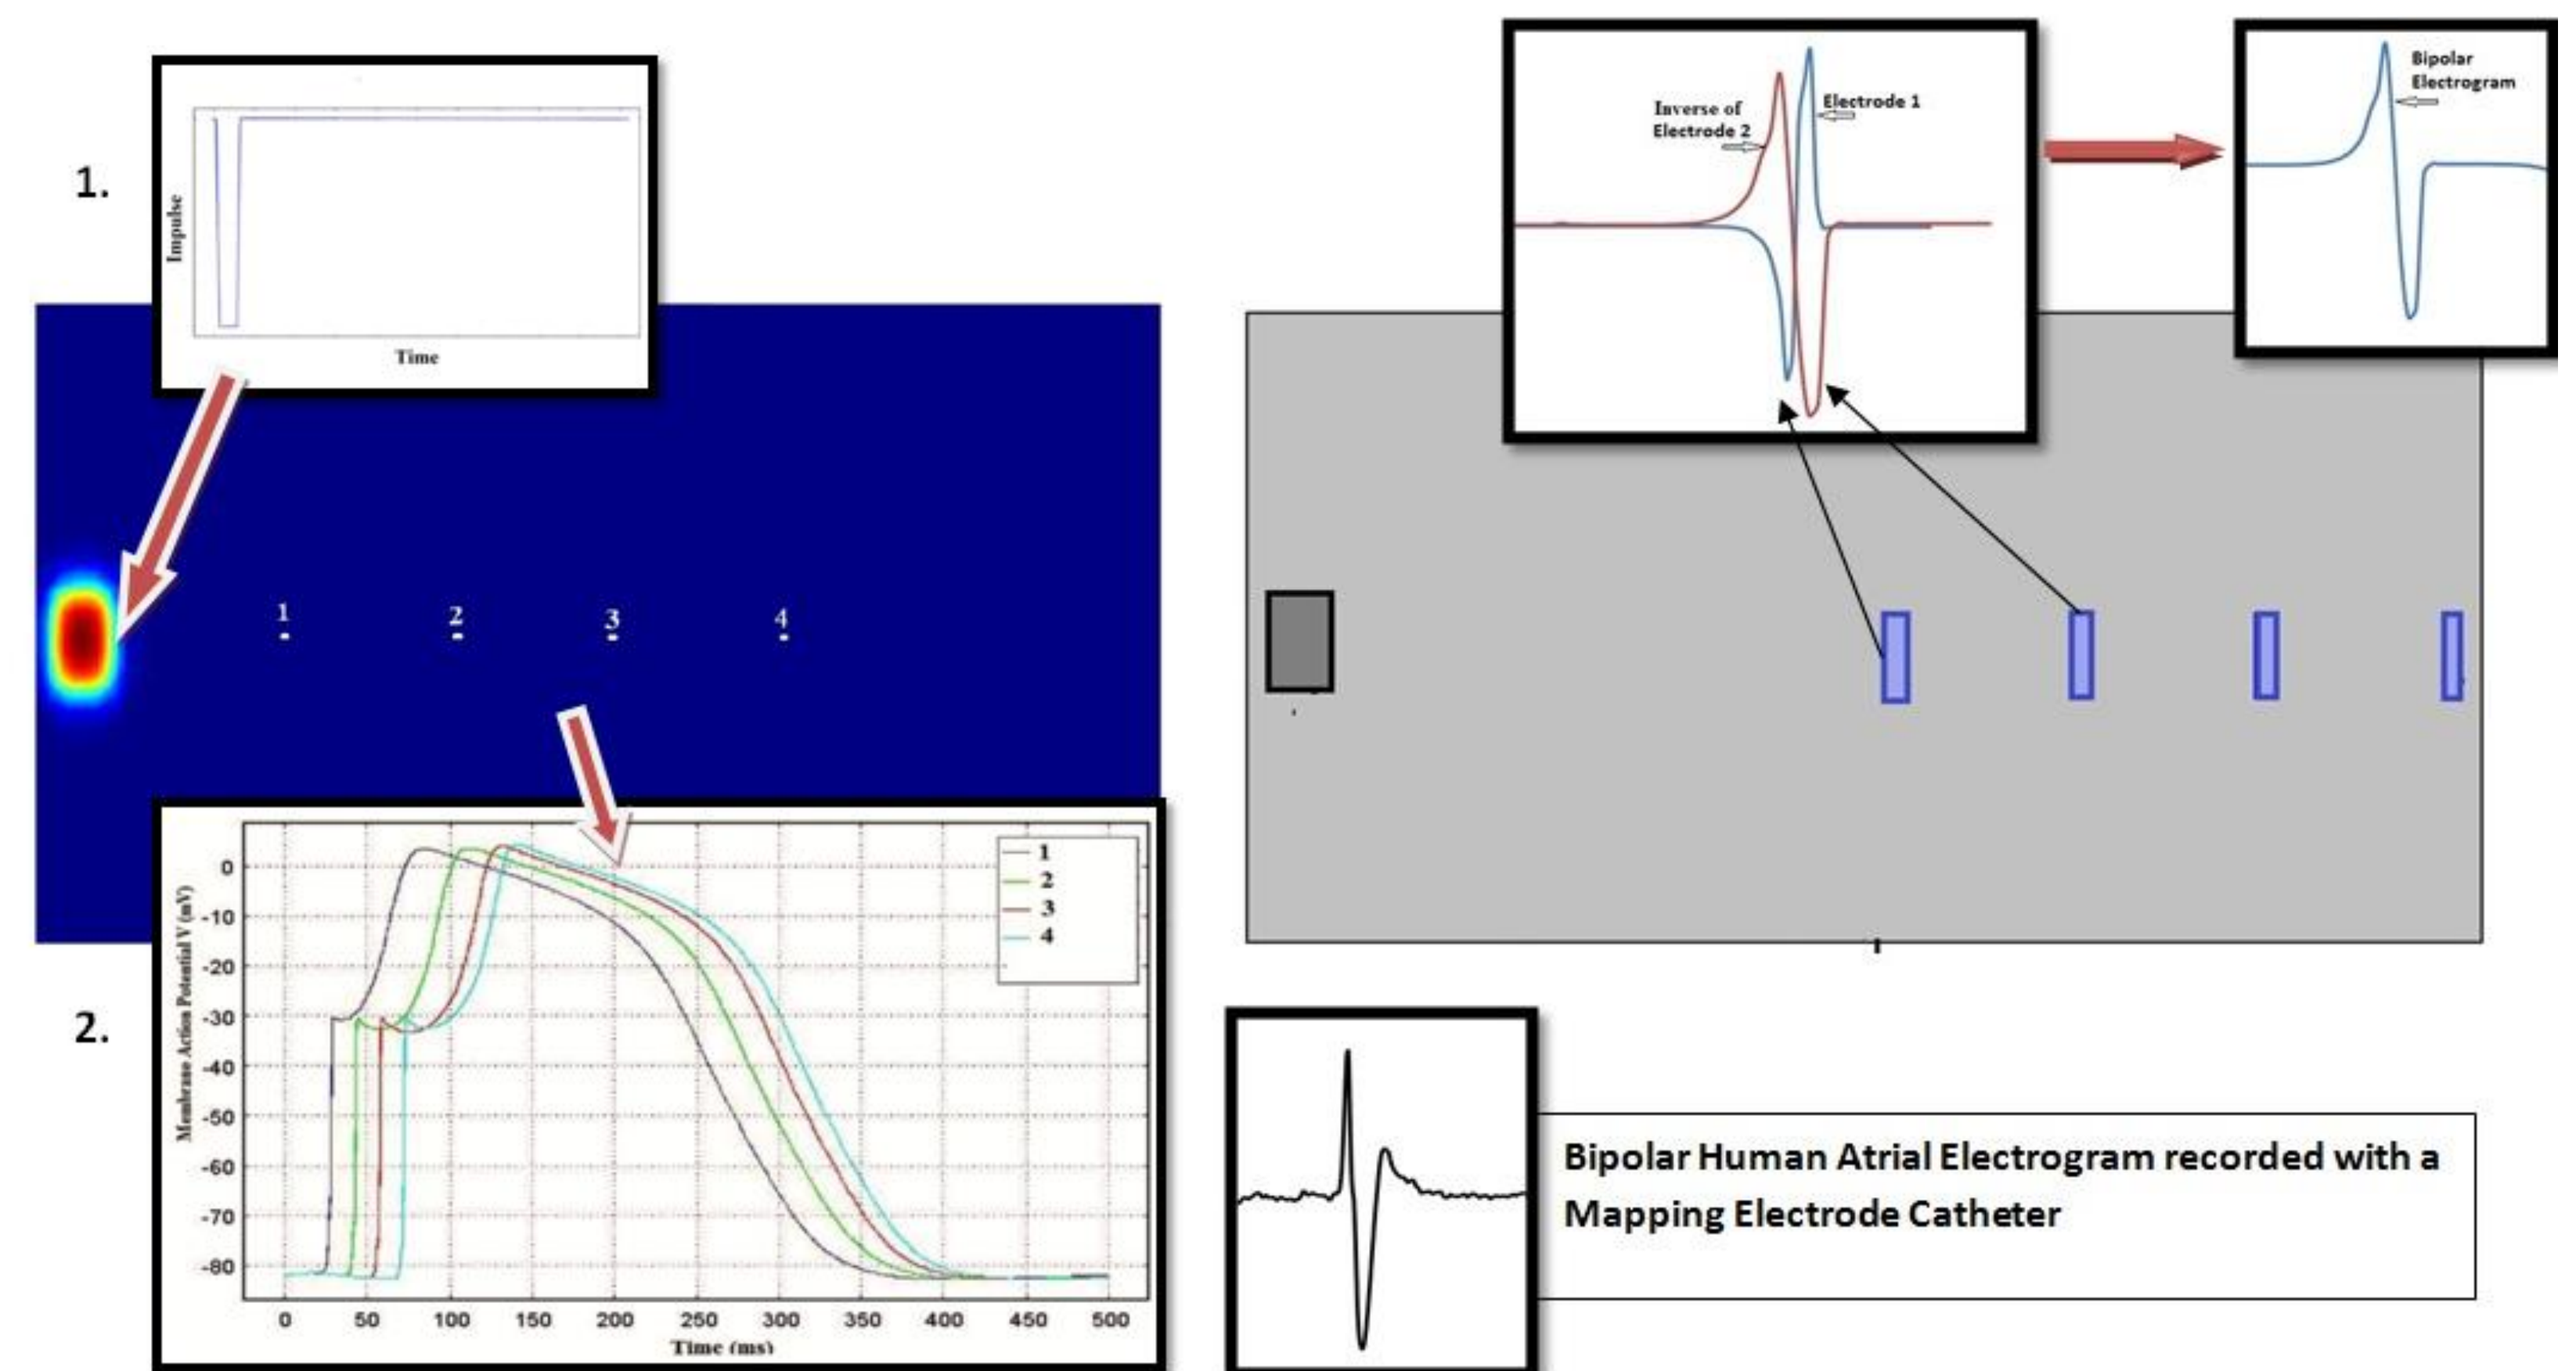 1.
Impulse
Time
1
2
3
4
Inverse of
Electrode 2
Electrode 1
Bipolar
Electrogram
2.
Membrane Action Potential V (mV)
0
-10
-20
-30
-40
-50
-60
-70
-80
1
2
3
4
0 50 100 150 200 250 300 350 400 450 500
Time (ms)
Bipolar Human Atrial Electrogram recorded with a
Mapping Electrode Catheter